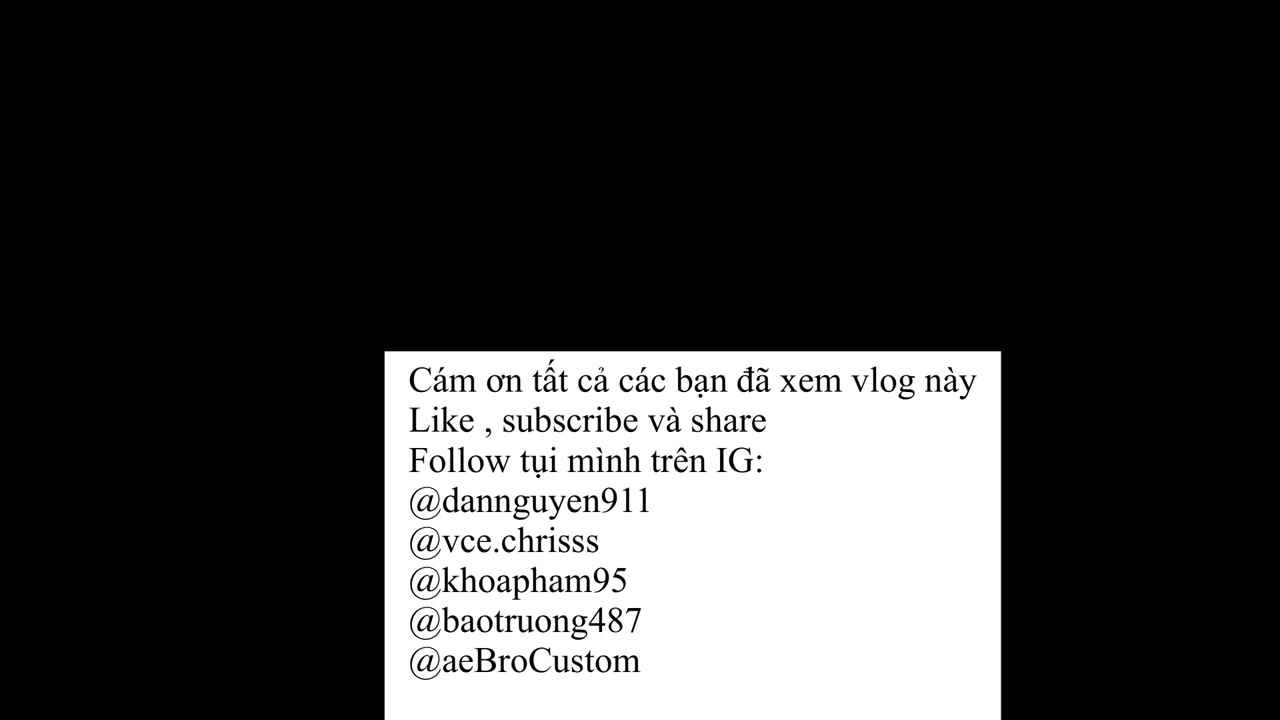 Cám ơn tất cả các bạn đã xem vlog này
Like , subscribe và share
Follow tụi mình trên IG:
@dannguyen911
@vce.chrisss
@khoapham95
@baotruong487
@aeBroCustom